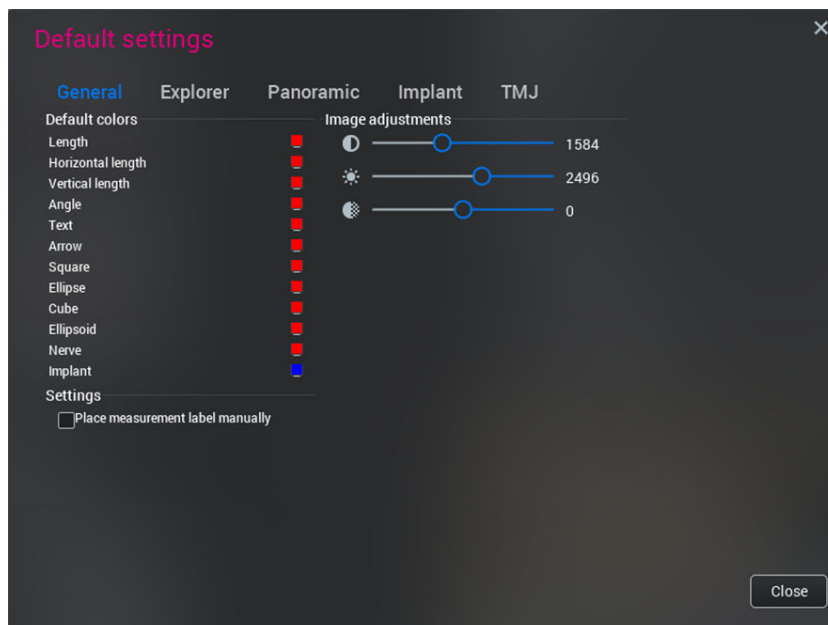 Default settings
General Explorer Panoramic Implant TMJ
Default colors
Length
Horizontal length
Vertical length
Angle
Text
Arrow
Square
Ellipse
Cube
Ellipsoid
Nerve
Implant
Settings
Place measurement label manually
Image adjustments
1584
2496
0
Close